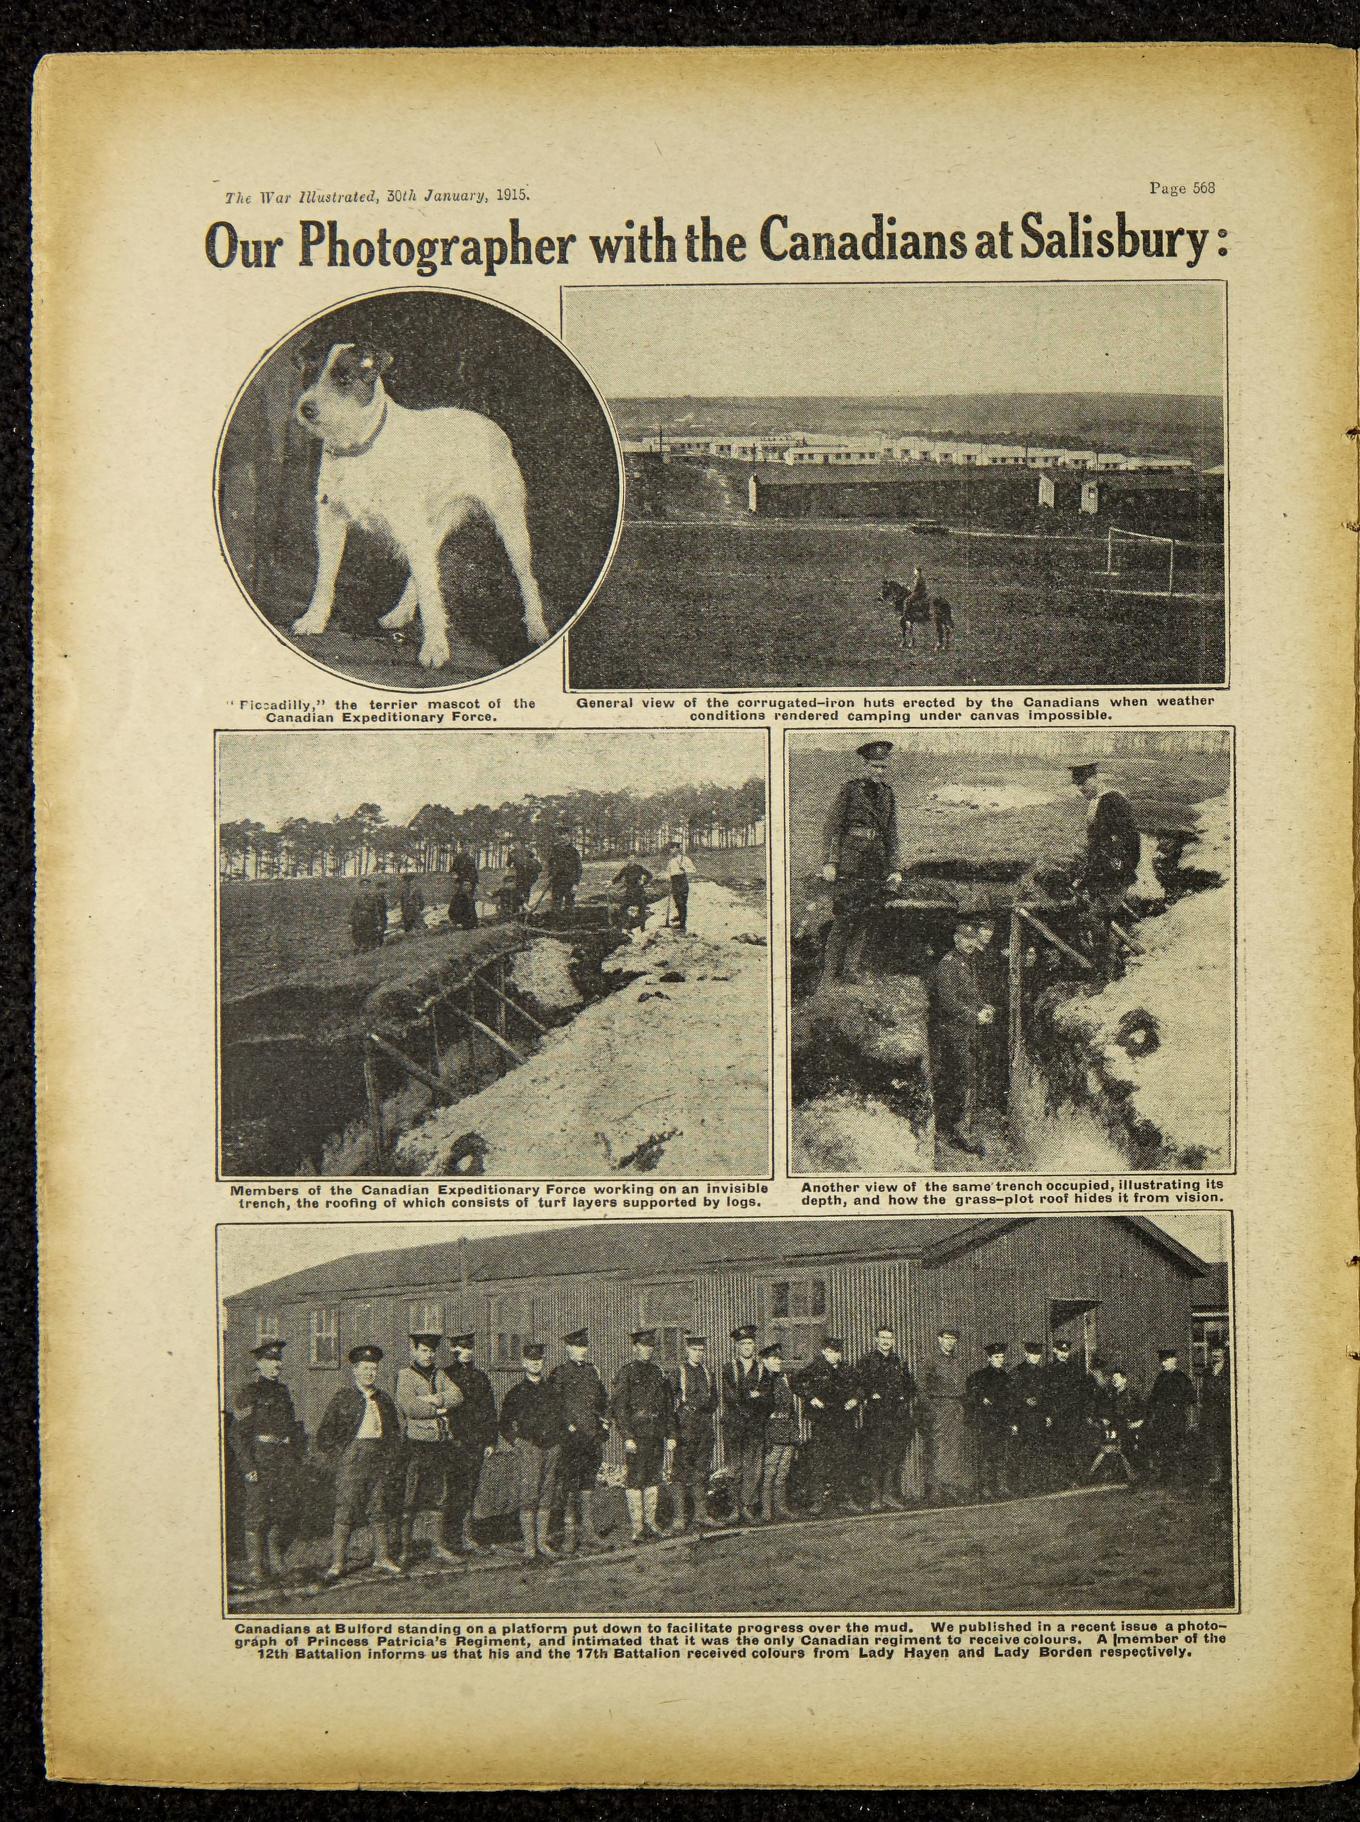 The War Illustrated, 30th January, 1915.
Page 568
Our Photographer with the Canadians at Salisbury:
"Piccadilly," the terrier mascot of the
Canadian Expeditionary Force.
General view of the corrugated-iron huts erected by the Canadians when weather
conditions rendered camping under canvas impossible.
Members of the Canadian Expeditionary Force working on an invisible
trench, the roofing of which consists of turf layers supported by logs.
Another view of the same trench occupied, illustrating its
depth, and how the grass-plot roof hides it from vision.
Canadians at Bulford standing on a platform put down to facilitate progress over the mud. We published in a recent issue a photo-
graph of Princess Patricia's Regiment, and intimated that it was the only Canadian regiment to receive colours. A member of the
12th Battalion informs us that his and the 17th Battalion received colours from Lady Hayen and Lady Borden respectively.